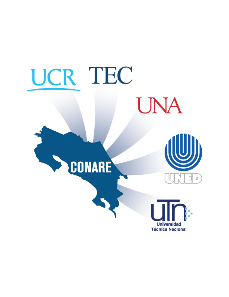 UCR TEC
UNA
CONARE
UNED
UTN
Universidad
Técnica Nacional